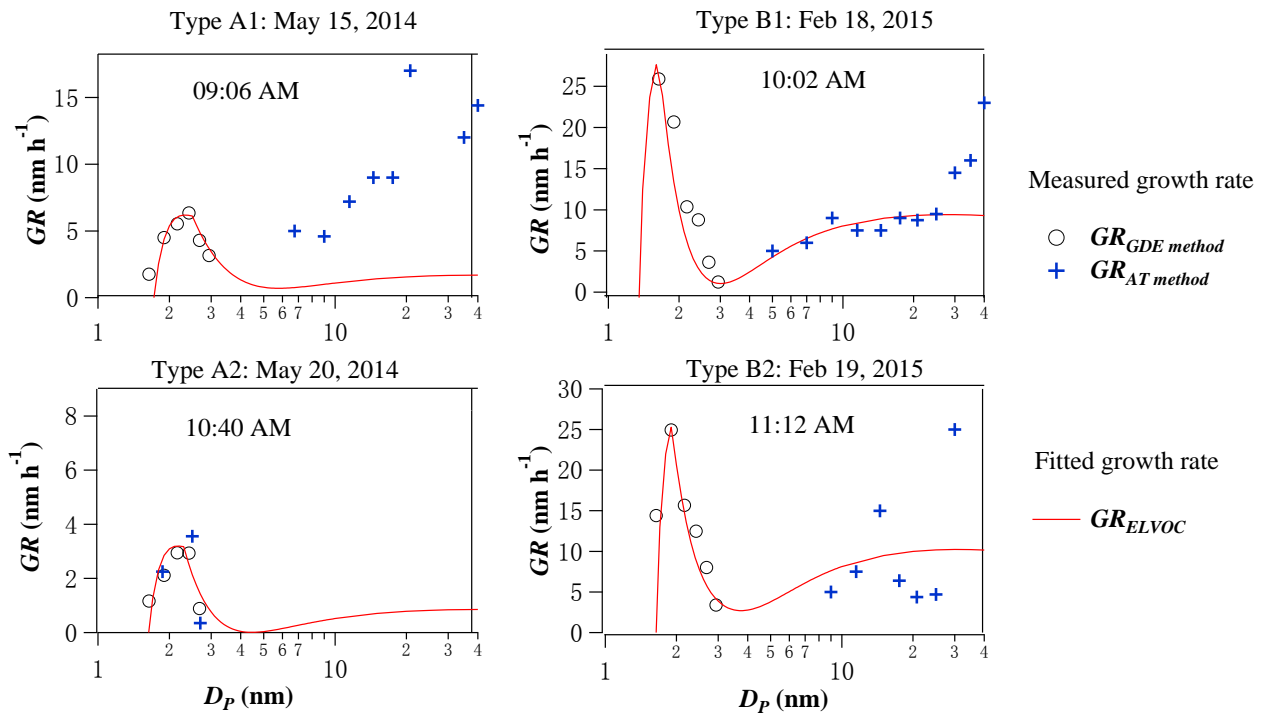 Type A1: May 15, 2014
09:06 AM
GR (nm h⁻¹)
15
10
5
0
1 2 3 4 5 6 7 10 2 3 4
Type B1: Feb 18, 2015
10:02 AM
GR (nm h⁻¹)
25
20
15
10
5
0
1 2 3 4 5 6 7 10 2 3 4
Measured growth rate
GR_GDE method
GR_AT method
Type A2: May 20, 2014
10:40 AM
GR (nm h⁻¹)
8
6
4
2
0
1 2 3 4 5 6 7 10 2 3 4
D_P (nm)
Type B2: Feb 19, 2015
11:12 AM
GR (nm h⁻¹)
30
25
20
15
10
5
0
1 2 3 4 5 6 7 10 2 3 4
D_P (nm)
Fitted growth rate
GR_ELVOC